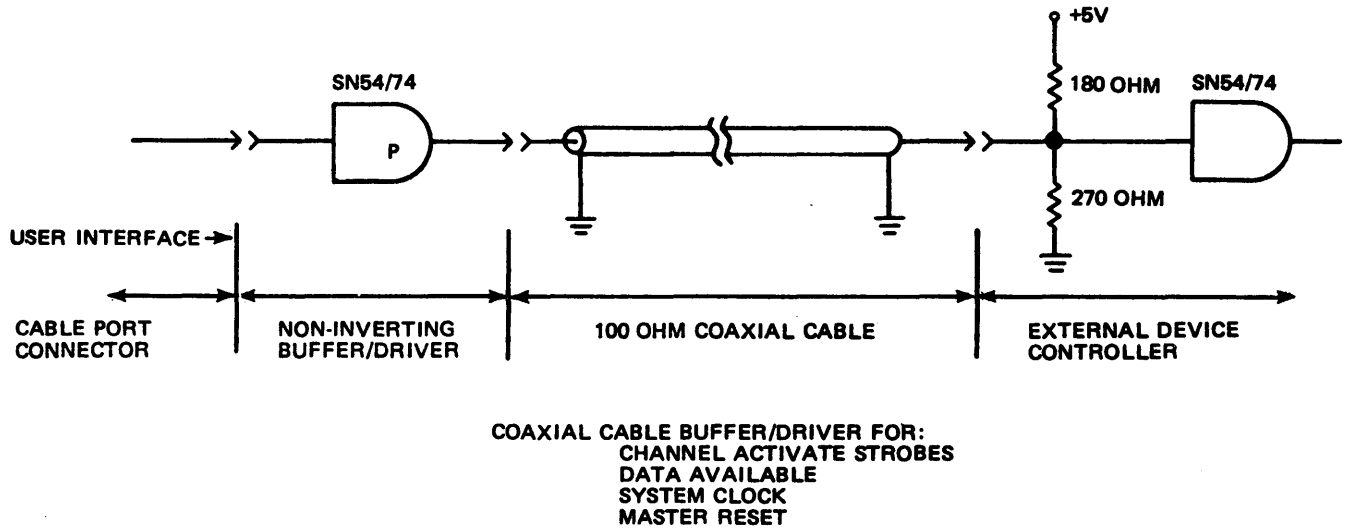 +5V
SN54/74
180 OHM
SN54/74
P
270 OHM
USER INTERFACE
CABLE PORT
CONNECTOR
NON-INVERTING
BUFFER/DRIVER
100 OHM COAXIAL CABLE
EXTERNAL DEVICE
CONTROLLER
COAXIAL CABLE BUFFER/DRIVER FOR:
CHANNEL ACTIVATE STROBES
DATA AVAILABLE
SYSTEM CLOCK
MASTER RESET